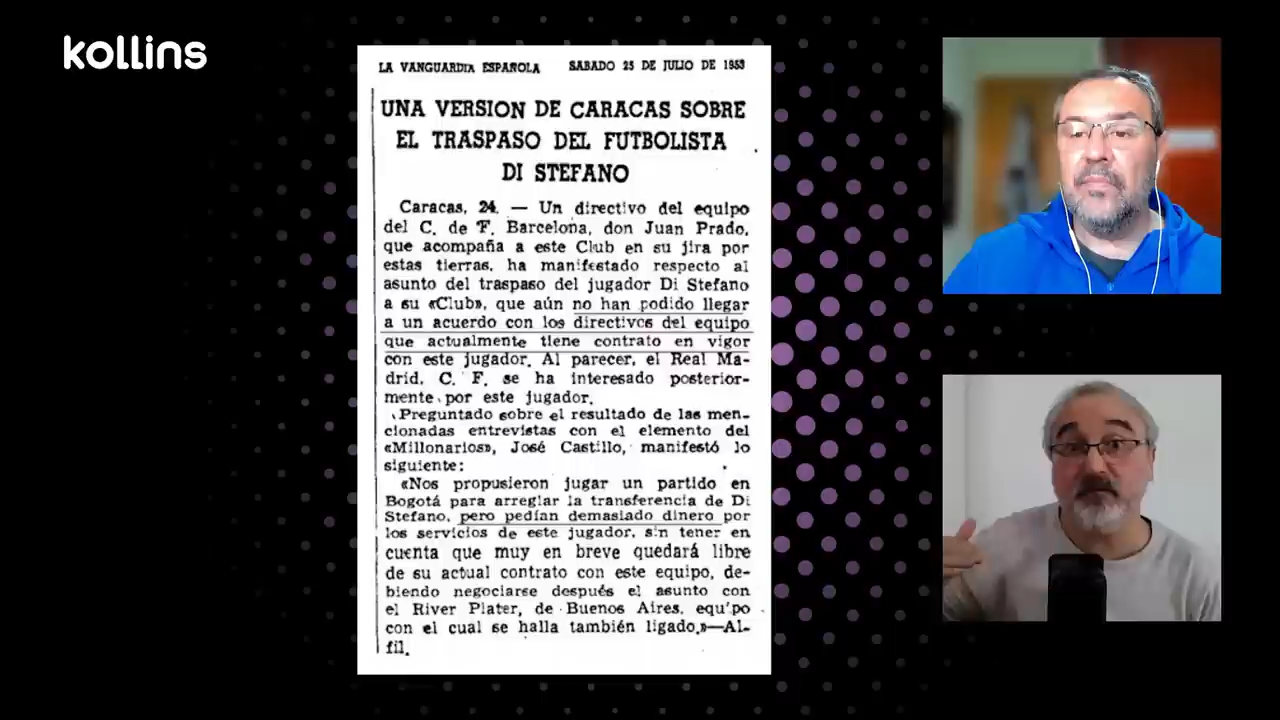 kollins
LA VANGUARDIA ESPAÑOLA SABADO 25 DE JULIO DE 1953
UNA VERSION DE CARACAS SOBRE
EL TRASPASO DEL FUTBOLISTA
DI STEFANO
Caracas, 24. — Un directivo del equipo
del C. de F. Barcelona, don Juan Prado,
que acompaña a este Club en su jira por
estas tierras, ha manifestado respecto al
asunto del traspaso del jugador Di Stefano
a su «Club», que aún no han podido llegar
a un acuerdo con los directivos del equipo
que actualmente tiene contrato en vigor
con este jugador. Al parecer, el Real Ma-
drid, C. F. se ha interesado posterior-
mente por este jugador.
Preguntado sobre el resultado de las men-
cionadas entrevistas con el elemento del
«Millonarios», José Castillo, manifestó lo
siguiente:
«Nos propusieron jugar un partido en
Bogotá para arreglar la transferencia de Di
Stefano, pero pedían demasiado dinero por
los servicios de este jugador, sin tener en
cuenta que muy en breve quedará libre
de su actual contrato con este equipo, de-
biendo negociarse después el asunto con
el River Plater, de Buenos Aires, equipo
con el cual se halla también ligado.»—Al-
fil.